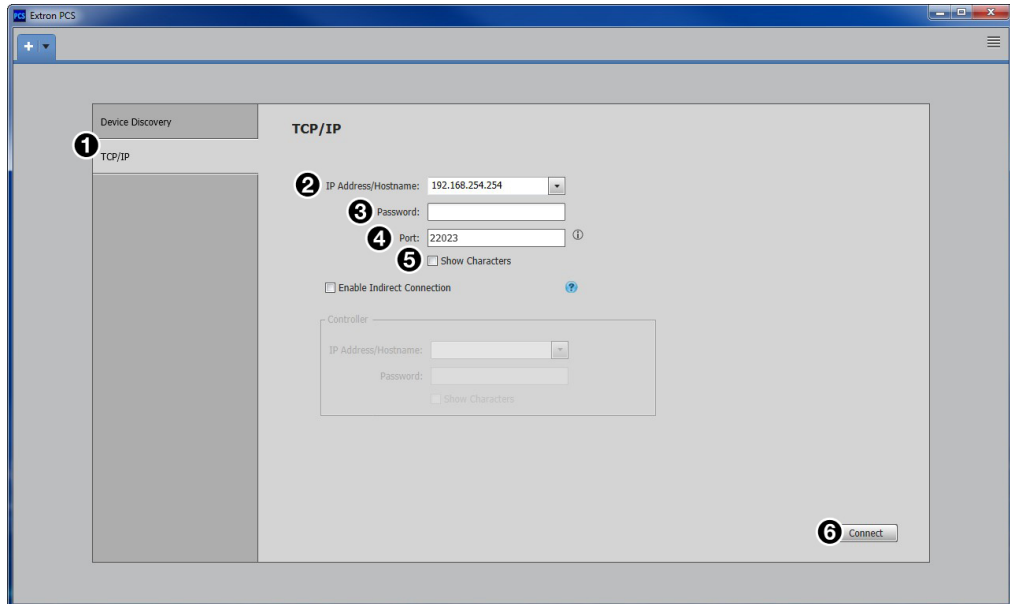 PCS Extron PCS
Device Discovery
TCP/IP
1
TCP/IP
2 IP Address/Hostname: 192.168.254.254
3 Password:
4 Port: 22023
5 Show Characters
Enable Indirect Connection
Controller
IP Address/Hostname:
Password:
Show Characters
6 Connect